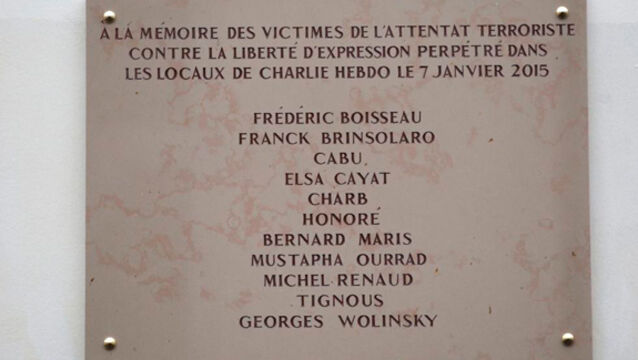 À LA MÉMOIRE DES VICTIMES DE L'ATTENTAT TERRORISTE
CONTRE LA LIBERTÉ D'EXPRESSION PERPÉTRÉ DANS
LES LOCAUX DE CHARLIE HEBDO LE 7 JANVIER 2015
FRÉDÉRIC BOISSEAU
FRANCK BRINSOLARO
CABU
ELSA CAYAT
CHARB
HONORÉ
BERNARD MARIS
MUSTAPHA OURRAD
MICHEL RENAUD
TIGNOUS
GEORGES WOLINSKY